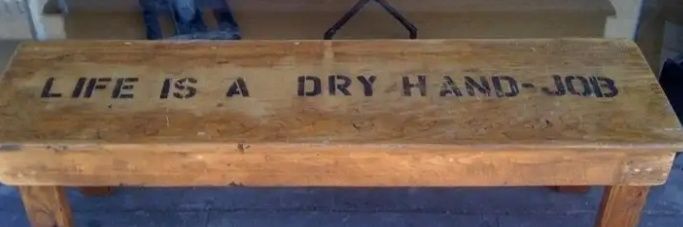 LIFE IS A DRY HAND-JOB